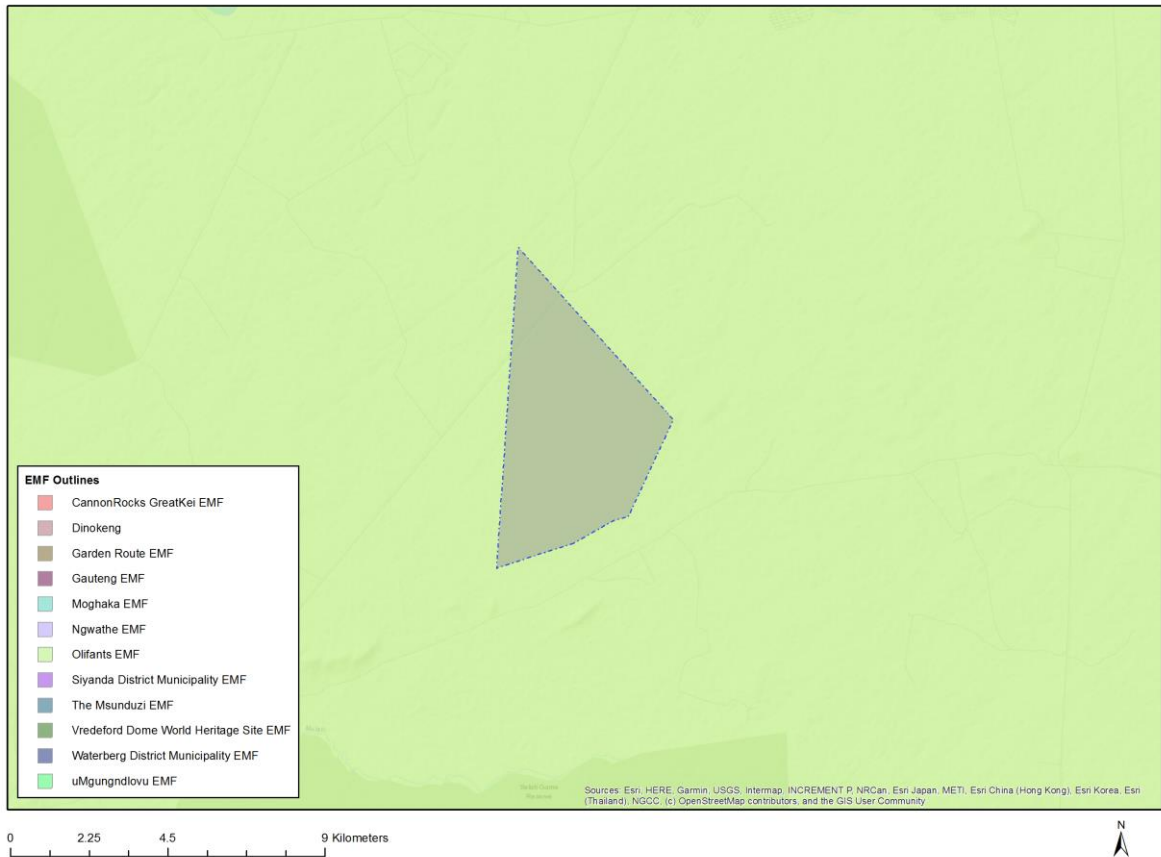 EMF Outlines
CannonRocks GreatKei EMF
Dinokeng
Garden Route EMF
Gauteng EMF
Moghaka EMF
Ngwathe EMF
Olifants EMF
Siyanda District Municipality EMF
The Msunduzi EMF
Vredeford Dome World Heritage Site EMF
Waterberg District Municipality EMF
uMgungndlovu EMF
Sources: Esri, HERE, Garmin, USGS, Intermap, INCREMENT P, NRCan, Esri Japan, METI, Esri China (Hong Kong), Esri Korea, Esri
(Thailand), NGCC, (c) OpenStreetMap contributors, and the GIS User Community
0 2.25 4.5 9 Kilometers
N